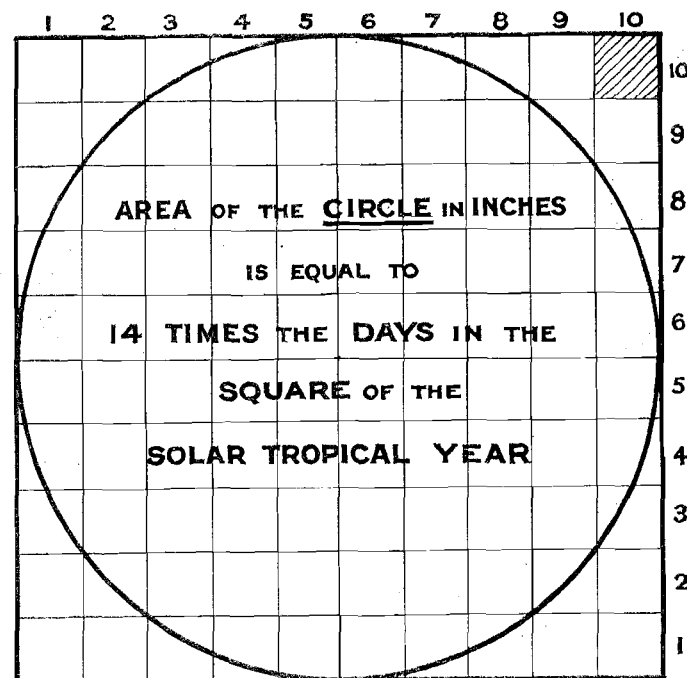 1 2 3 4 5 6 7 8 9 10
10
9
8
AREA OF THE CIRCLE IN INCHES
7
IS EQUAL TO
6
14 TIMES THE DAYS IN THE
5
SQUARE OF THE
4
SOLAR TROPICAL YEAR
3
2
1